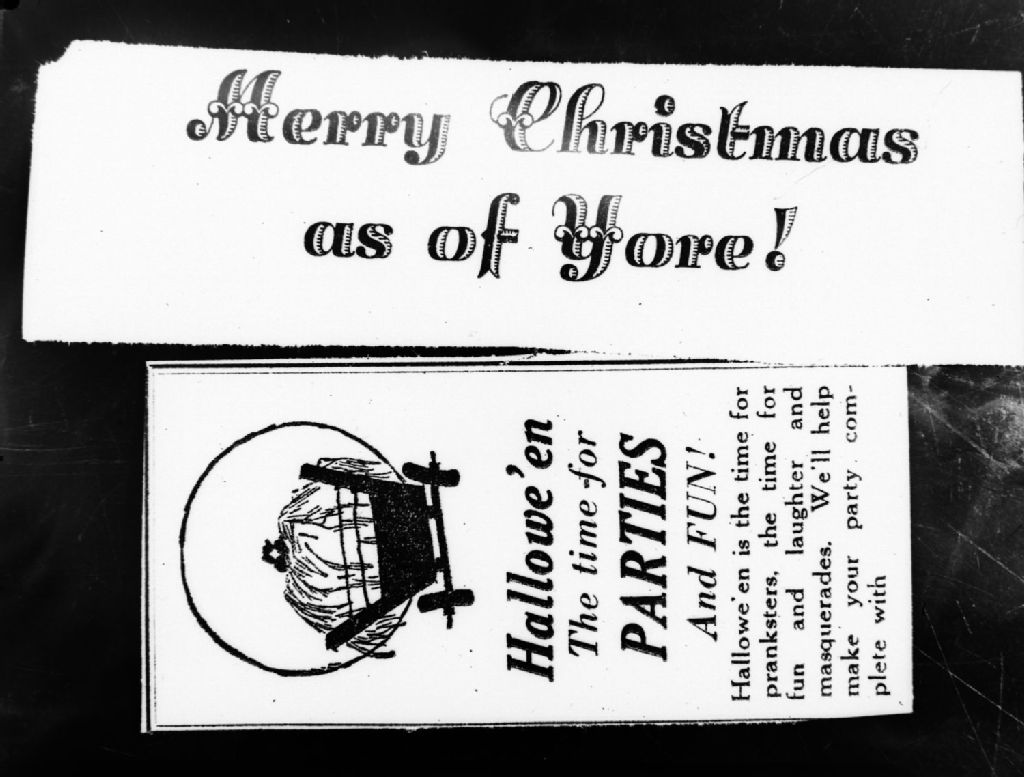 Merry Christmas
as of Yore!
Hallowe'en
The time for
PARTIES
And FUN!
Hallowe'en is the time for
pranksters, the time for
fun and laughter and
masquerades. We'll help
make your party com-
plete with